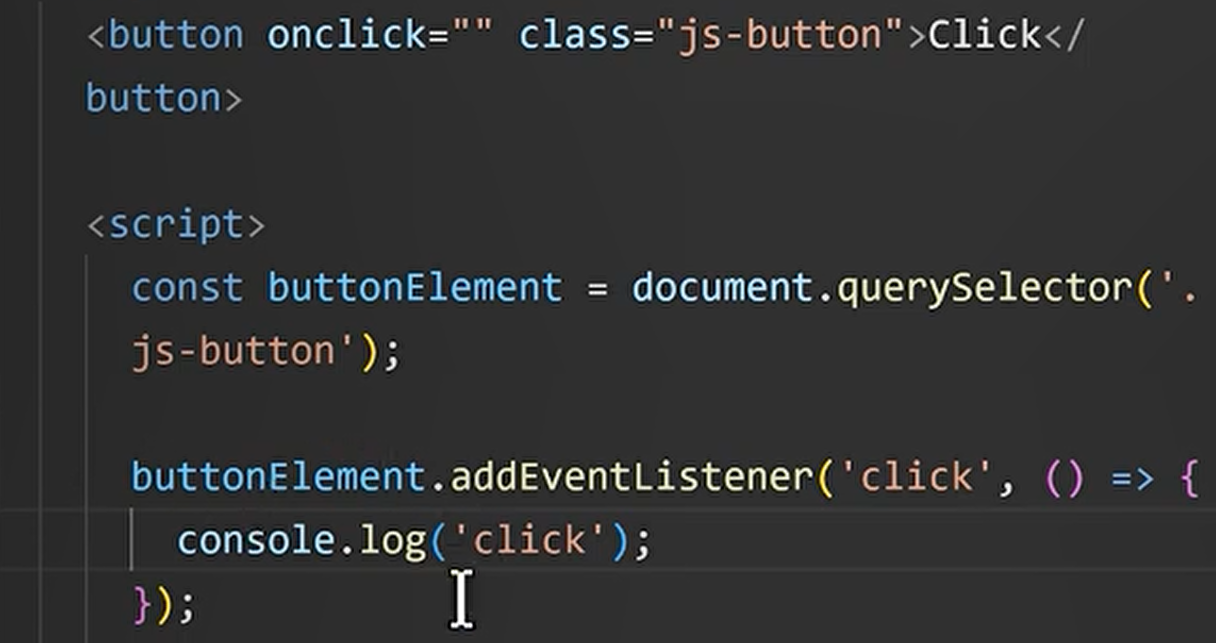 <button onclick="" class="js-button">Click</
button>
<script>
const buttonElement = document.querySelector('.
js-button');
buttonElement.addEventListener('click', () => {
console.log('click');
});